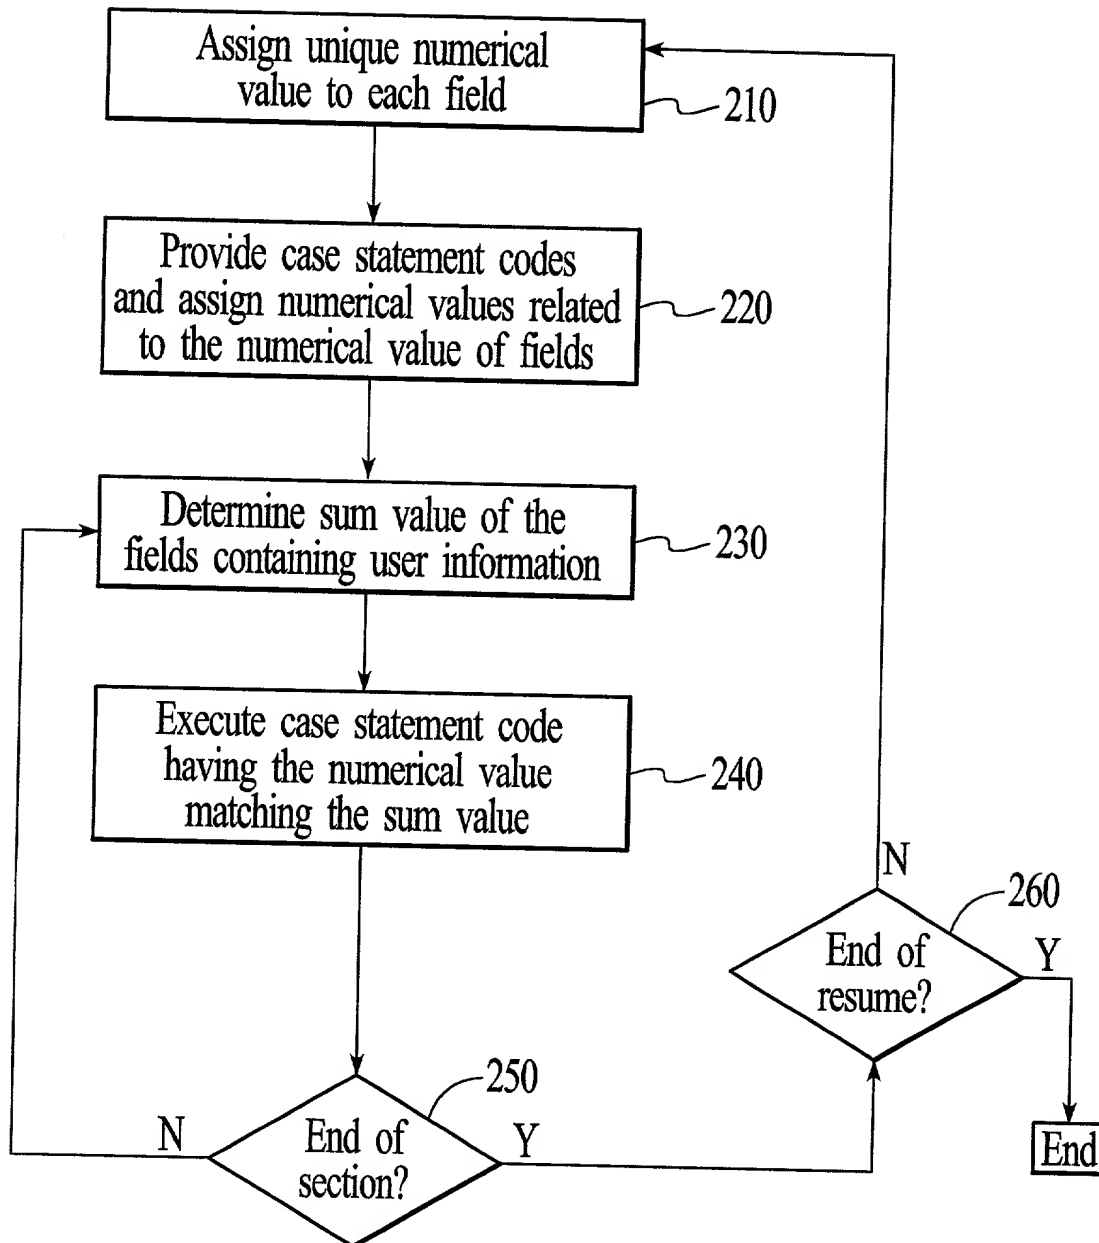 Assign unique numerical
value to each field
210
Provide case statement codes
and assign numerical values related
to the numerical value of fields
220
Determine sum value of the
fields containing user information
230
Execute case statement code
having the numerical value
matching the sum value
240
N
260
End of
resume?
Y
250
N
End of
section?
Y
End